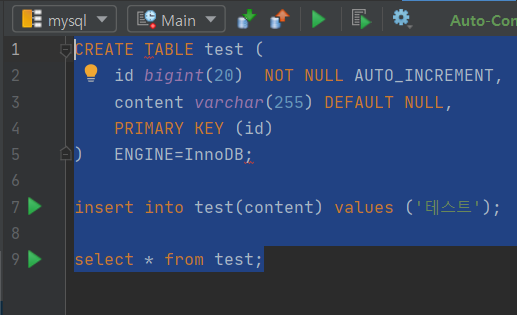 mysql Main Auto-Con
1 CREATE TABLE test (
2 id bigint(20)  NOT NULL AUTO_INCREMENT,
3 content varchar(255) DEFAULT NULL,
4 PRIMARY KEY (id)
5 )  ENGINE=InnoDB;
6
7 insert into test(content) values ('테스트');
8
9 select * from test;